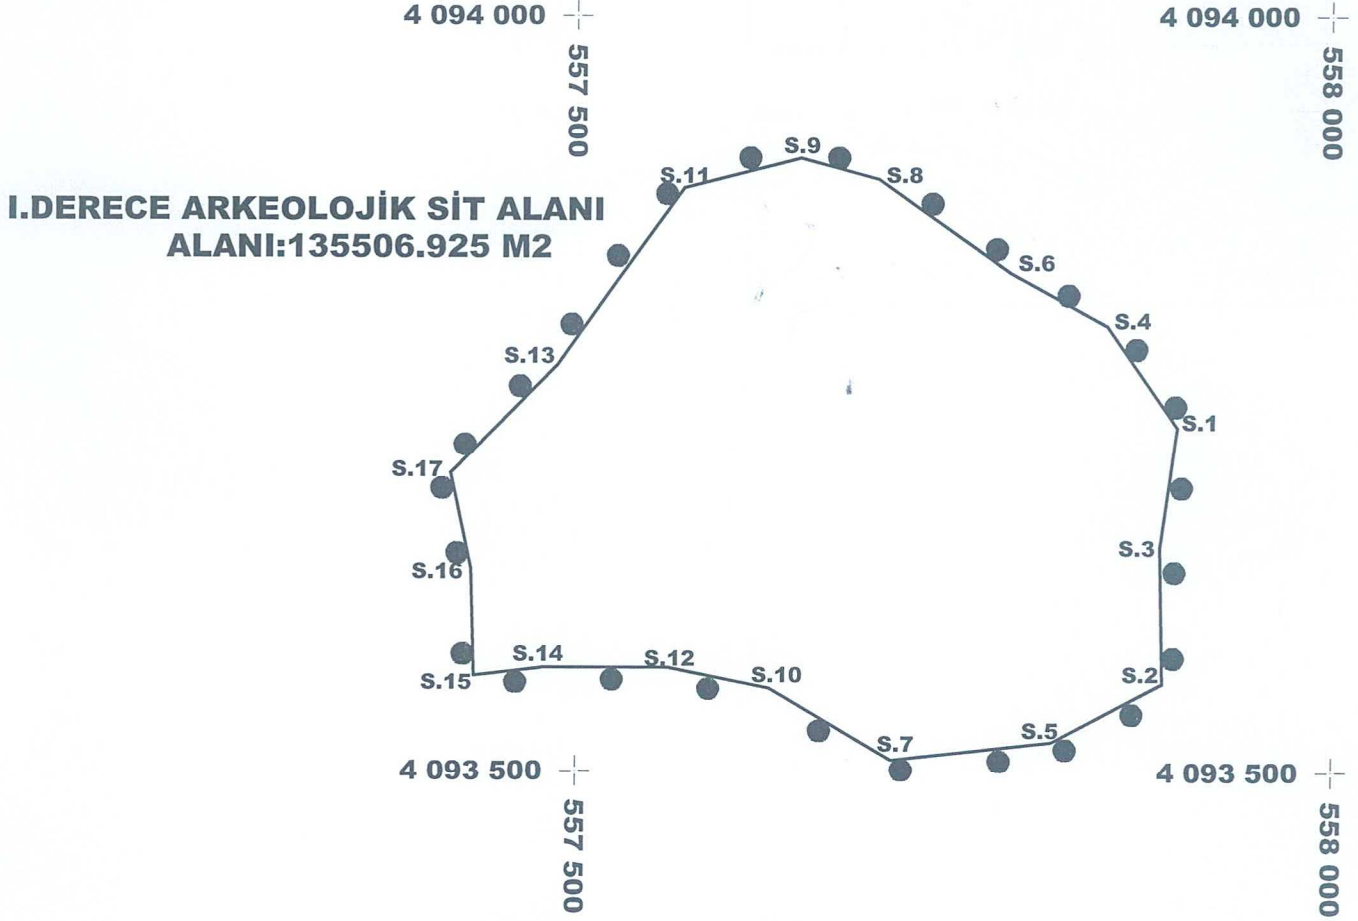 4 094 000
4 094 000
557 500
558 000
S.9
S.11
S.8
I.DERECE ARKEOLOJİK SİT ALANI
ALANI:135506.925 M2
S.6
S.4
S.13
S.1
S.17
S.3
S.16
S.14
S.12
S.15
S.10
S.2
S.5
S.7
4 093 500
4 093 500
557 500
558 000